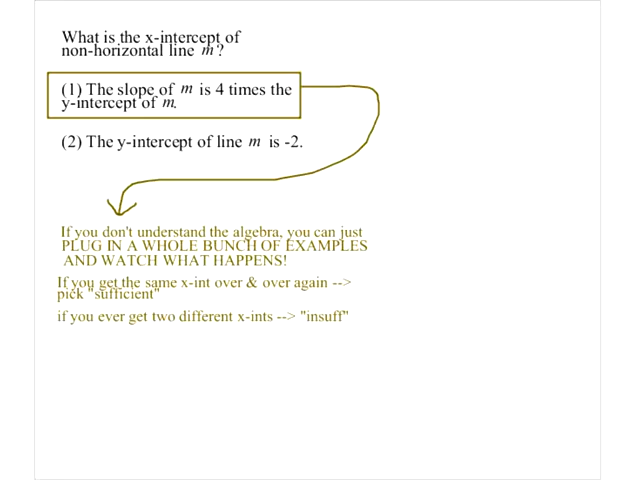 What is the x-intercept of
non-horizontal line m?
(1) The slope of m is 4 times the
y-intercept of m.
(2) The y-intercept of line m is -2.
If you don't understand the algebra, you can just
PLUG IN A WHOLE BUNCH OF EXAMPLES
AND WATCH WHAT HAPPENS!
If you get the same x-int over & over again -->
pick "sufficient"
if you ever get two different x-ints --> "insuff"